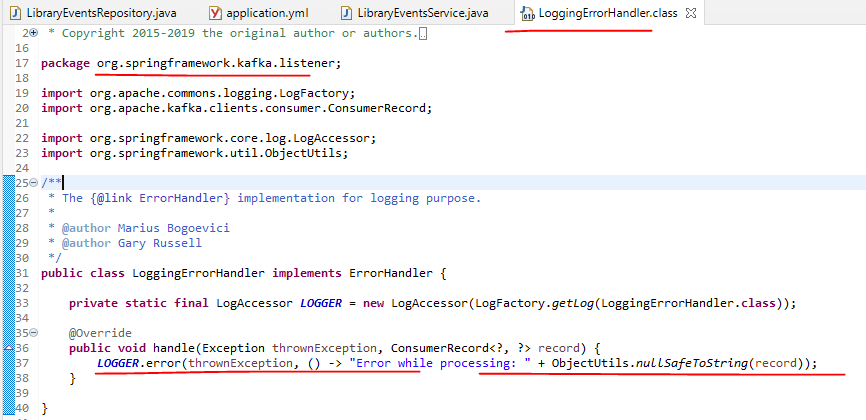 LibraryEventsRepository.java application.yml LibraryEventsService.java LoggingErrorHandler.class
2 * Copyright 2015-2019 the original author or authors.
16
17 package org.springframework.kafka.listener;
18
19 import org.apache.commons.logging.LogFactory;
20 import org.apache.kafka.clients.consumer.ConsumerRecord;
21
22 import org.springframework.core.log.LogAccessor;
23 import org.springframework.util.ObjectUtils;
24
25 /**
26 * The {@link ErrorHandler} implementation for logging purpose.
27 *
28 * @author Marius Bogoevici
29 * @author Gary Russell
30 */
31 public class LoggingErrorHandler implements ErrorHandler {
32
33 private static final LogAccessor LOGGER = new LogAccessor(LogFactory.getLog(LoggingErrorHandler.class));
34
35 @Override
36 public void handle(Exception thrownException, ConsumerRecord<?, ?> record) {
37 LOGGER.error(thrownException, () -> "Error while processing: " + ObjectUtils.nullSafeToString(record));
38 }
39
40 }